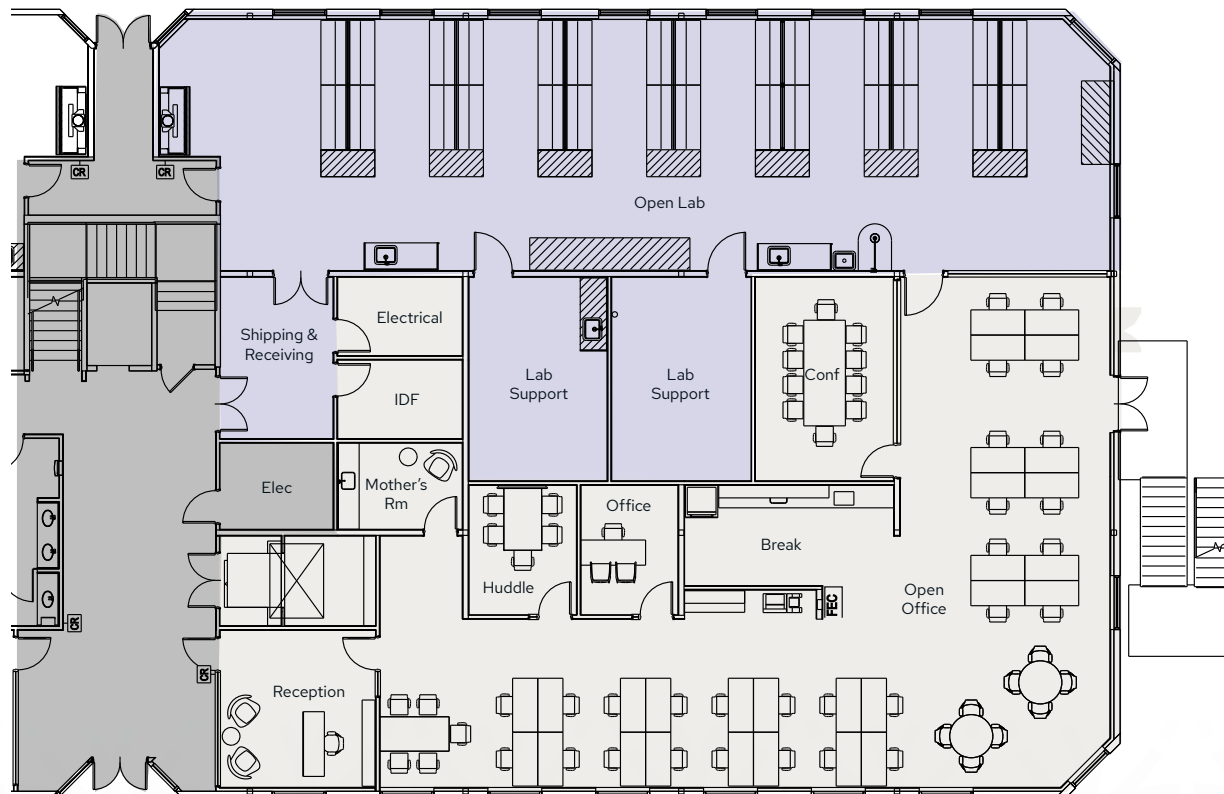 CR
CR
Open Lab
Shipping &
Receiving
Electrical
IDF
Lab
Support
Lab
Support
Conf
Elec
Mother's
Rm
Office
Huddle
Break
Open
Office
FEC
CR
CR
Reception